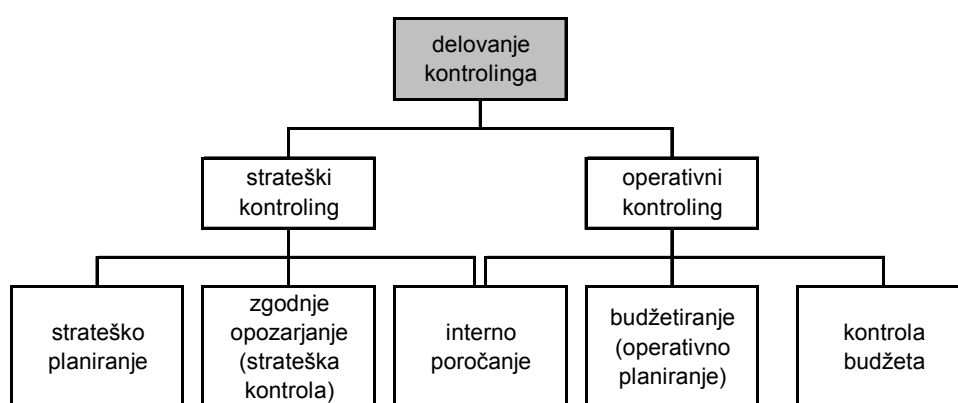 delovanje
kontrolinga
strateški
kontroling
operativni
kontroling
strateško
planiranje
zgodnje
opozarjanje
(strateška
kontrola)
interno
poročanje
budžetiranje
(operativno
planiranje)
kontrola
budžeta